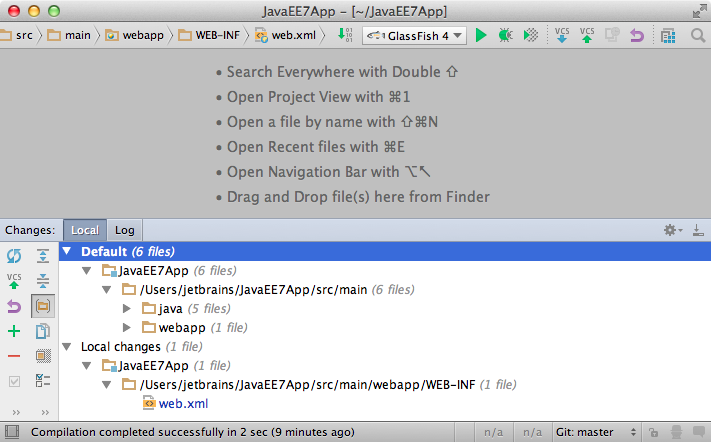 JavaEE7App – [~/JavaEE7App]
src main webapp WEB-INF web.xml GlassFish 4 VCS VCS
• Search Everywhere with Double ⇧
• Open Project View with ⌘1
• Open a file by name with ⇧⌘N
• Open Recent files with ⌘E
• Open Navigation Bar with ⌥↖
• Drag and Drop file(s) here from Finder
Changes: Local Log
Default (6 files)
JavaEE7App (6 files)
VCS
/Users/jetbrains/JavaEE7App/src/main (6 files)
java (5 files)
webapp (1 file)
Local changes (1 file)
JavaEE7App (1 file)
/Users/jetbrains/JavaEE7App/src/main/webapp/WEB-INF (1 file)
web.xml
>> >>
Compilation completed successfully in 2 sec (9 minutes ago) n/a n/a Git: master